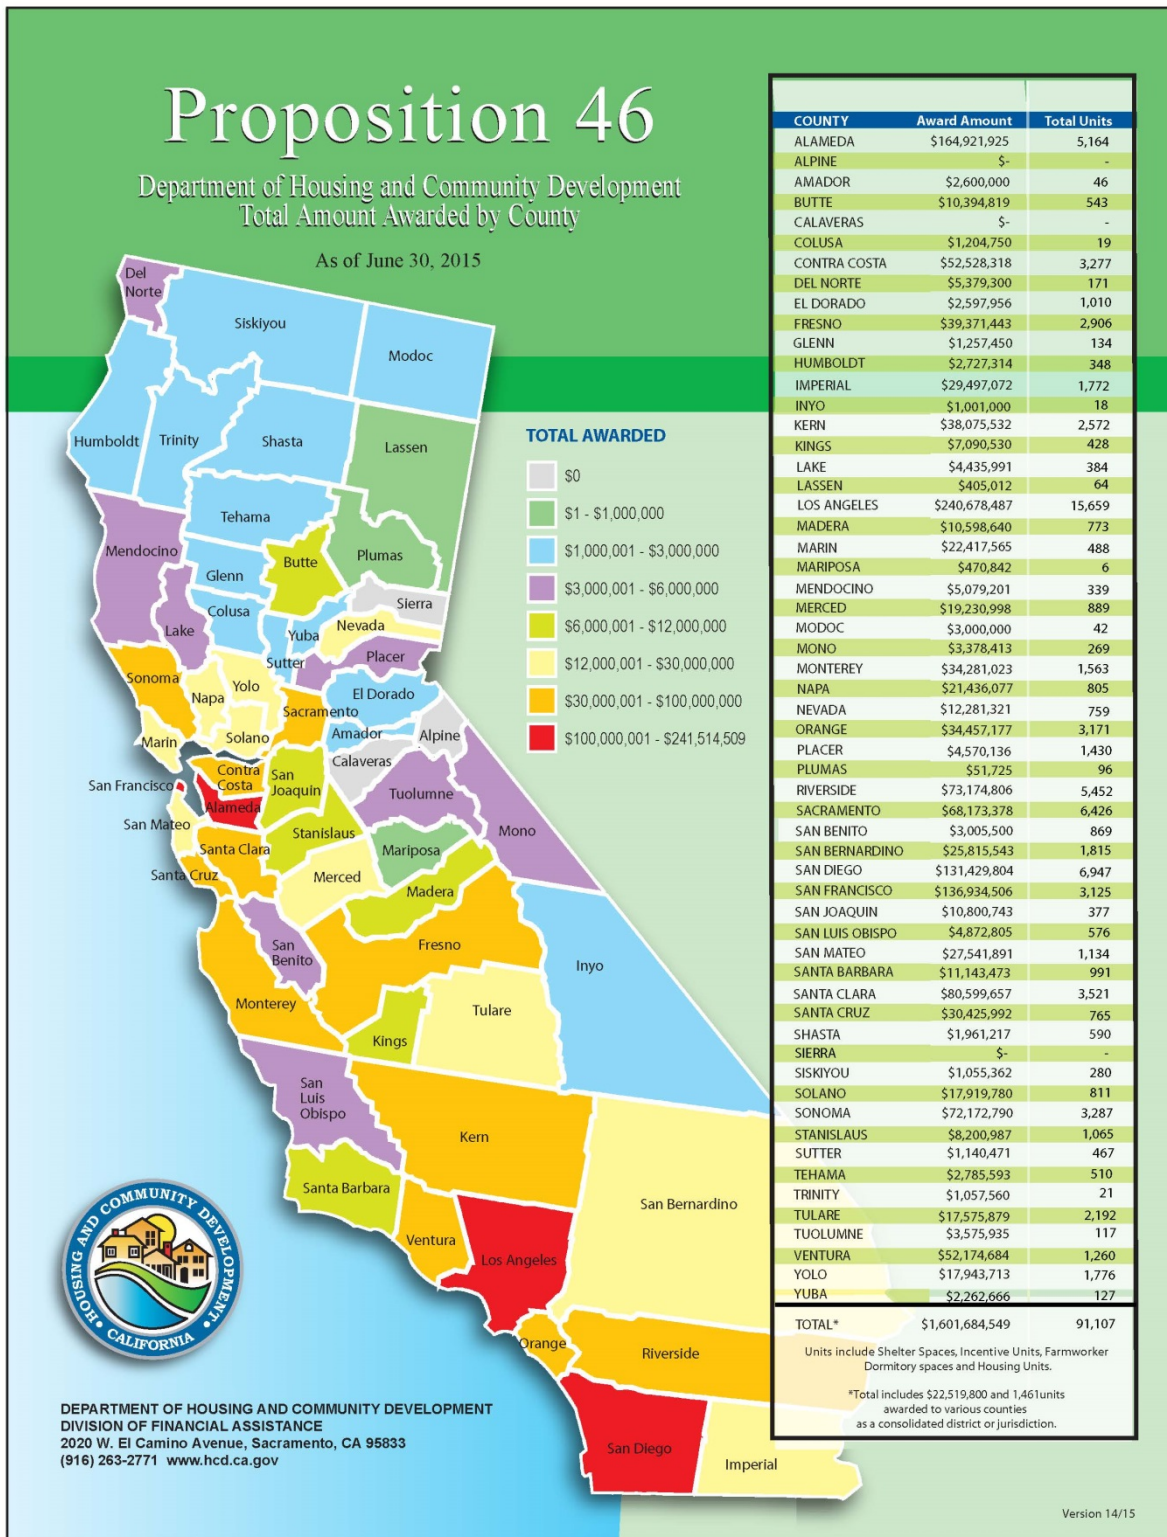 Proposition 46
Department of Housing and Community Development
Total Amount Awarded by County
As of June 30, 2015
COUNTY Award Amount Total Units
ALAMEDA $164,921,925 5,164
ALPINE $- -
AMADOR $2,600,000 46
BUTTE $10,394,819 543
CALAVERAS $- -
COLUSA $1,204,750 19
CONTRA COSTA $52,528,318 3,277
DEL NORTE $5,379,300 171
EL DORADO $2,597,956 1,010
FRESNO $39,371,443 2,906
GLENN $1,257,450 134
HUMBOLDT $2,727,314 348
IMPERIAL $29,497,072 1,772
INYO $1,001,000 18
KERN $38,075,532 2,572
KINGS $7,090,530 428
LAKE $4,435,991 384
LASSEN $405,012 64
LOS ANGELES $240,678,487 15,659
MADERA $10,598,640 773
MARIN $22,417,565 488
MARIPOSA $470,842 6
MENDOCINO $5,079,201 339
MERCED $19,230,998 889
MODOC $3,000,000 42
MONO $3,378,413 269
MONTEREY $34,281,023 1,563
NAPA $21,436,077 805
NEVADA $12,281,321 759
ORANGE $34,457,177 3,171
PLACER $4,570,136 1,430
PLUMAS $51,725 96
RIVERSIDE $73,174,806 5,452
SACRAMENTO $68,173,378 6,426
SAN BENITO $3,005,500 869
SAN BERNARDINO $25,815,543 1,815
SAN DIEGO $131,429,804 6,947
SAN FRANCISCO $136,934,506 3,125
SAN JOAQUIN $10,800,743 377
SAN LUIS OBISPO $4,872,805 576
SAN MATEO $27,541,891 1,134
SANTA BARBARA $11,143,473 991
SANTA CLARA $80,599,657 3,521
SANTA CRUZ $30,425,992 765
SHASTA $1,961,217 590
SIERRA $- -
SISKIYOU $1,055,362 280
SOLANO $17,919,780 811
SONOMA $72,172,790 3,287
STANISLAUS $8,200,987 1,065
SUTTER $1,140,471 467
TEHAMA $2,785,593 510
TRINITY $1,057,560 21
TULARE $17,575,879 2,192
TUOLUMNE $3,575,935 117
VENTURA $52,174,684 1,260
YOLO $17,943,713 1,776
YUBA $2,262,666 127
TOTAL* $1,601,684,549 91,107
Units include Shelter Spaces, Incentive Units, Farmworker
Dormitory spaces and Housing Units.
*Total includes $22,519,800 and 1,461units
awarded to various counties
as a consolidated district or jurisdiction.
TOTAL AWARDED
$0
$1 - $1,000,000
$1,000,001 - $3,000,000
$3,000,001 - $6,000,000
$6,000,001 - $12,000,000
$12,000,001 - $30,000,000
$30,000,001 - $100,000,000
$100,000,001 - $241,514,509
Del
Norte
Siskiyou
Modoc
Humboldt
Trinity
Shasta
Lassen
Tehama
Mendocino
Butte
Plumas
Glenn
Colusa
Sierra
Lake
Yuba
Nevada
Sutter
Placer
Sonoma
Napa
Yolo
El Dorado
Sacramento
Marin
Solano
Amador
Alpine
Calaveras
Contra
Costa
San
Joaquin
San Francisco
Alameda
Tuolumne
San Mateo
Stanislaus
Mono
Santa Clara
Mariposa
Santa Cruz
Merced
Madera
San
Benito
Fresno
Inyo
Monterey
Tulare
Kings
San
Luis
Obispo
Kern
Santa Barbara
San Bernardino
Ventura
Los Angeles
Orange
Riverside
San Diego
Imperial
HOUSING AND COMMUNITY DEVELOPMENT
CALIFORNIA
DEPARTMENT OF HOUSING AND COMMUNITY DEVELOPMENT
DIVISION OF FINANCIAL ASSISTANCE
2020 W. El Camino Avenue, Sacramento, CA 95833
(916) 263-2771 www.hcd.ca.gov
Version 14/15